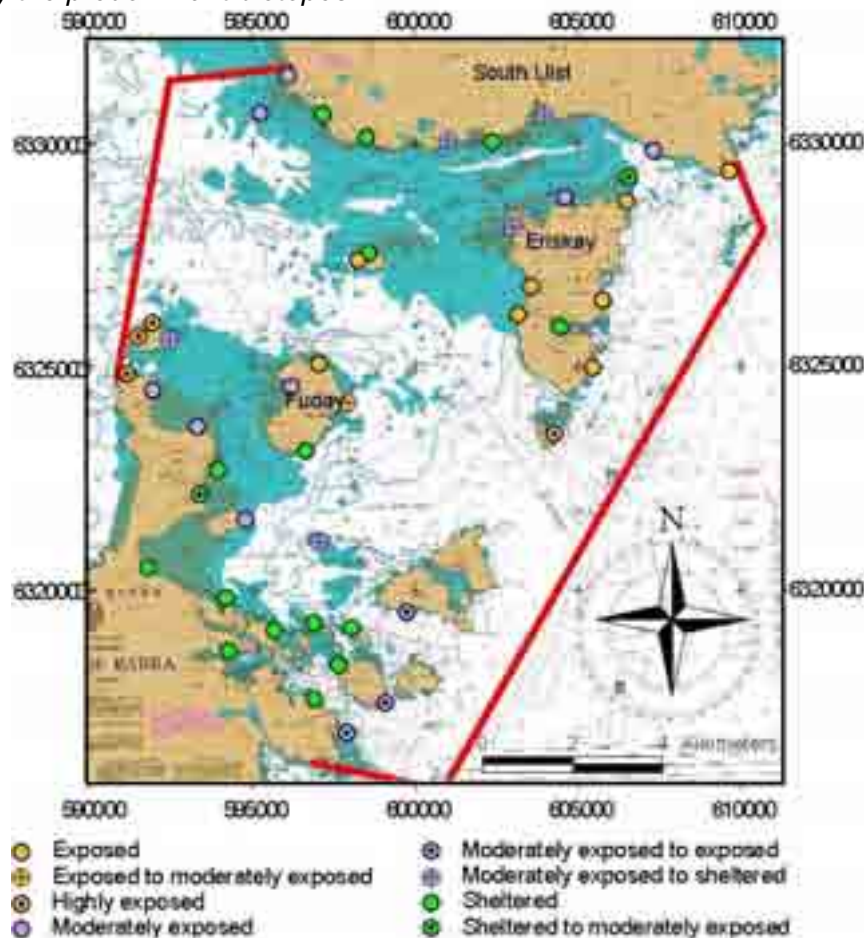 590000 595000 600000 605000 610000
South Uist
6330000 6330000
Eriskay
6325000 6325000
Fuday
N
6320000 6320000
BARRA
0 2 4 Kilometers
590000 595000 600000 605000 610000
Exposed
Exposed to moderately exposed
Highly exposed
Moderately exposed
Moderately exposed to exposed
Moderately exposed to sheltered
Sheltered
Sheltered to moderately exposed